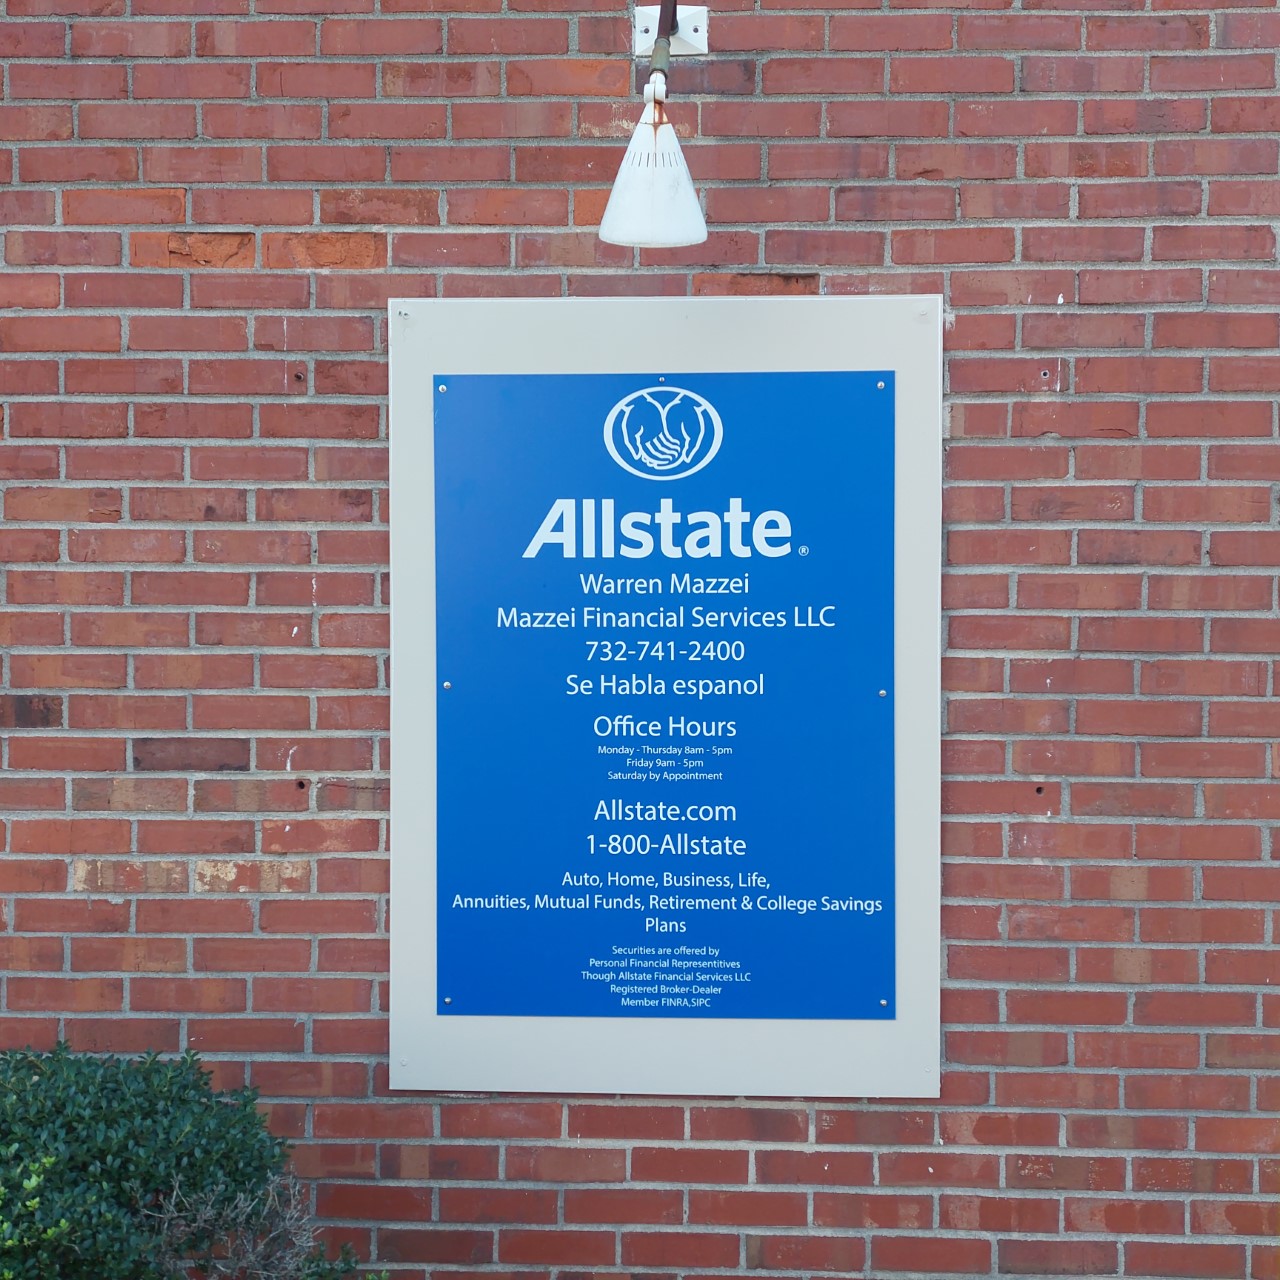 Allstate®
Warren Mazzei
Mazzei Financial Services LLC
732-741-2400
Se Habla espanol
Office Hours
Monday - Thursday 8am - 5pm
Friday 9am - 5pm
Saturday by Appointment
Allstate.com
1-800-Allstate
Auto, Home, Business, Life,
Annuities, Mutual Funds, Retirement & College Savings
Plans
Securities are offered by
Personal Financial Representitives
Though Allstate Financial Services LLC
Registered Broker-Dealer
Member FINRA,SIPC